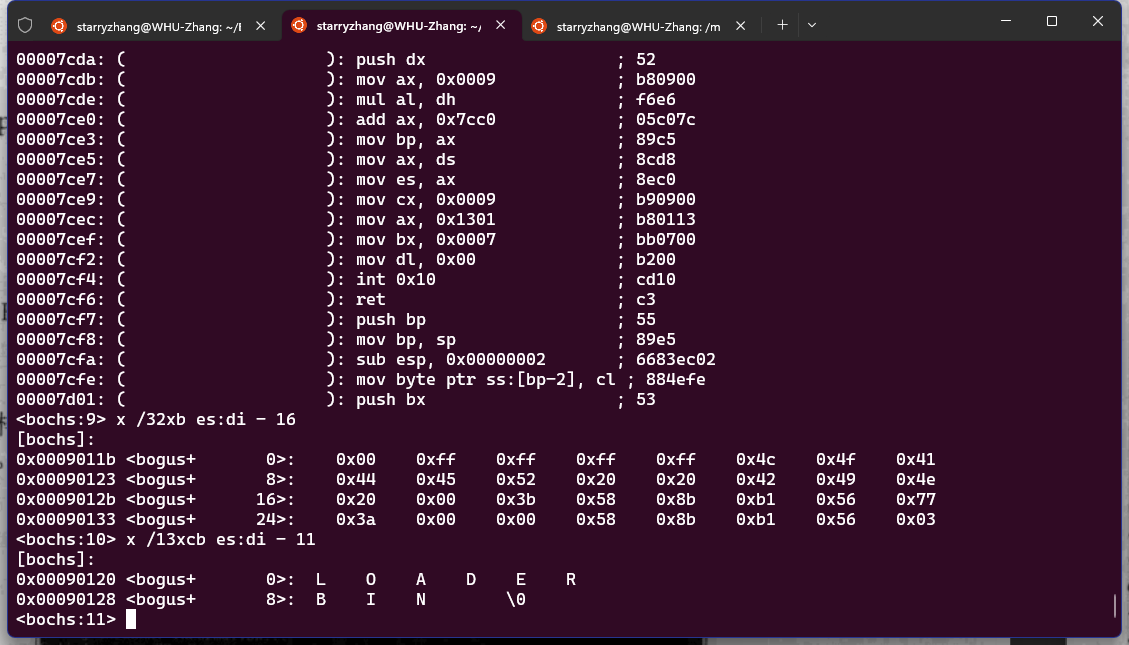 starryzhang@WHU-Zhang: ~/ starryzhang@WHU-Zhang: ~/ starryzhang@WHU-Zhang: /m
00007cda: (                    ): push dx                   ; 52
00007cdb: (                    ): mov ax, 0x0009            ; b80900
00007cde: (                    ): mul al, dh                ; f6e6
00007ce0: (                    ): add ax, 0x7cc0            ; 05c07c
00007ce3: (                    ): mov bp, ax                ; 89c5
00007ce5: (                    ): mov ax, ds                ; 8cd8
00007ce7: (                    ): mov es, ax                ; 8ec0
00007ce9: (                    ): mov cx, 0x0009            ; b90900
00007cec: (                    ): mov ax, 0x1301            ; b80113
00007cef: (                    ): mov bx, 0x0007            ; bb0700
00007cf2: (                    ): mov dl, 0x00              ; b200
00007cf4: (                    ): int 0x10                  ; cd10
00007cf6: (                    ): ret                       ; c3
00007cf7: (                    ): push bp                   ; 55
00007cf8: (                    ): mov bp, sp                ; 89e5
00007cfa: (                    ): sub esp, 0x00000002       ; 6683ec02
00007cfe: (                    ): mov byte ptr ss:[bp-2], cl ; 884efe
00007d01: (                    ): push bx                   ; 53
<bochs:9> x /32xb es:di - 16
[bochs]:
0x0009011b <bogus+       0>:    0x00    0xff    0xff    0xff    0xff    0x4c    0x4f    0x41
0x00090123 <bogus+       8>:    0x44    0x45    0x52    0x20    0x20    0x42    0x49    0x4e
0x0009012b <bogus+      16>:    0x20    0x00    0x3b    0x58    0x8b    0xb1    0x56    0x77
0x00090133 <bogus+      24>:    0x3a    0x00    0x00    0x58    0x8b    0xb1    0x56    0x03
<bochs:10> x /13xcb es:di - 11
[bochs]:
0x00090120 <bogus+       0>:  L    O    A    D    E    R
0x00090128 <bogus+       8>:  B    I    N        \0
<bochs:11>